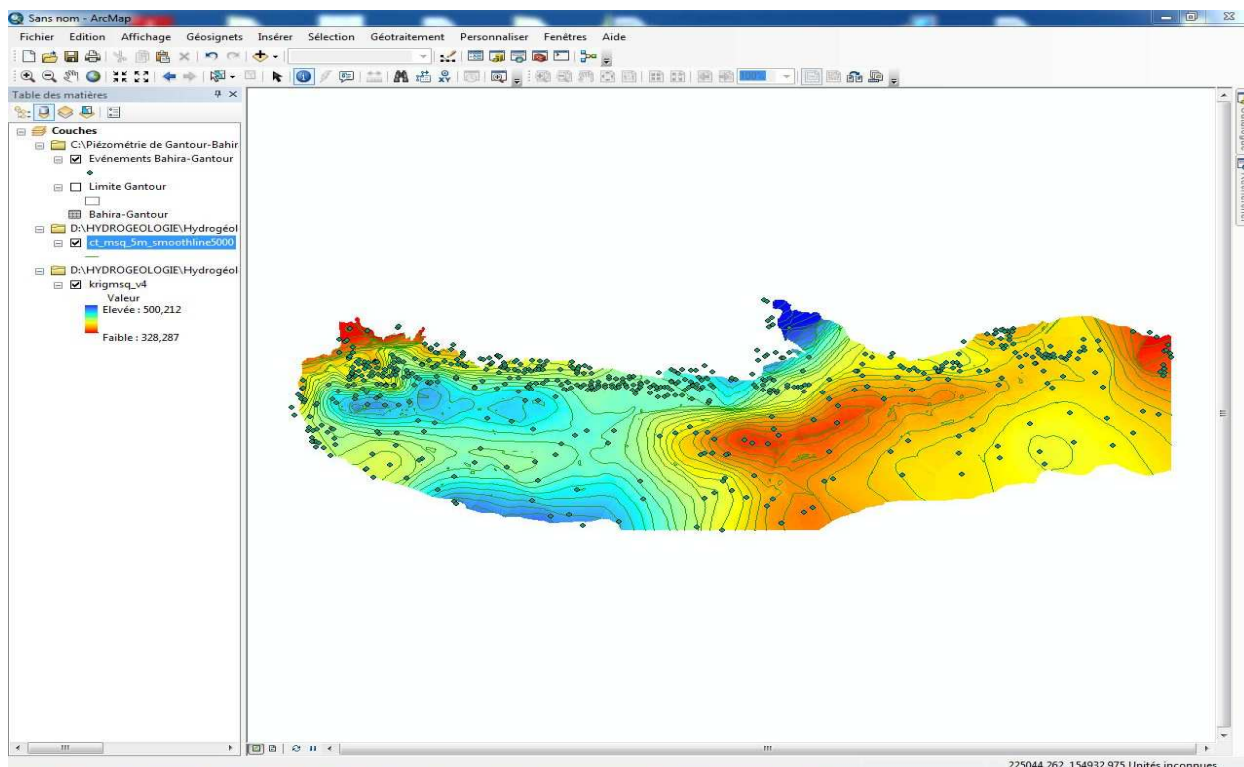 Sans nom - ArcMap
Fichier Edition Affichage Géosignets Insérer Sélection Géotraitement Personnaliser Fenêtres Aide
100%
Table des matières
Couches
C:\Piézométrie de Gantour-Bahir
Evénements Bahira-Gantour
Limite Gantour
Bahira-Gantour
D:\HYDROGEOLOGIE\Hydrogéol
ct_msq_5m_smoothline5000
D:\HYDROGEOLOGIE\Hydrogéol
krigmsq_v4
Valeur
Elevée : 500,212
Faible : 328,287
225044,262 154932,975 Unités inconnues